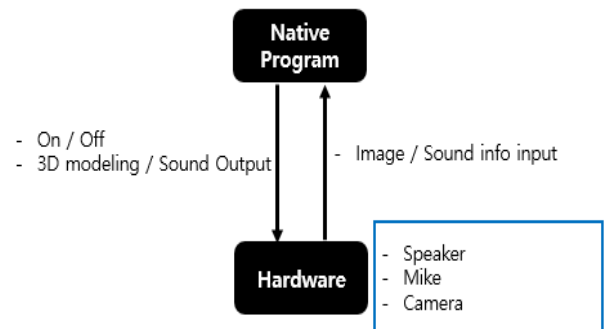 Native
Program
- On / Off
- 3D modeling / Sound Output
- Image / Sound info input
Hardware
- Speaker
- Mike
- Camera